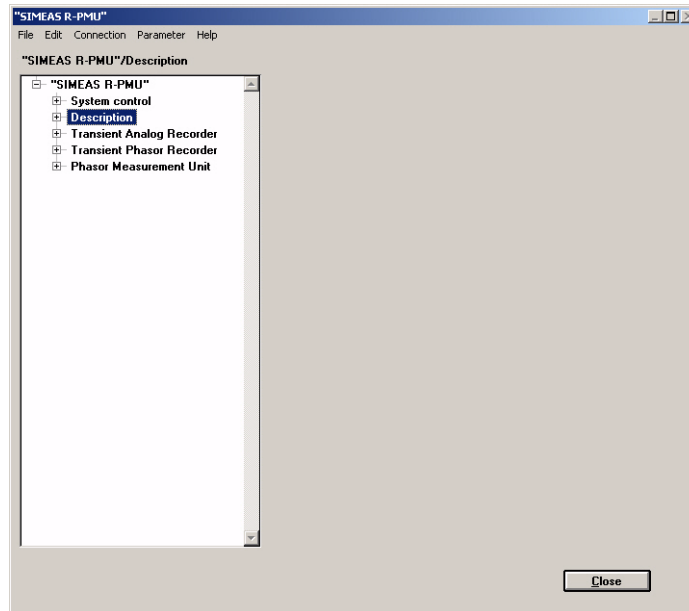 "SIMEAS R-PMU"
File Edit Connection Parameter Help
"SIMEAS R-PMU"/Description
"SIMEAS R-PMU"
System control
Description
Transient Analog Recorder
Transient Phasor Recorder
Phasor Measurement Unit
Close